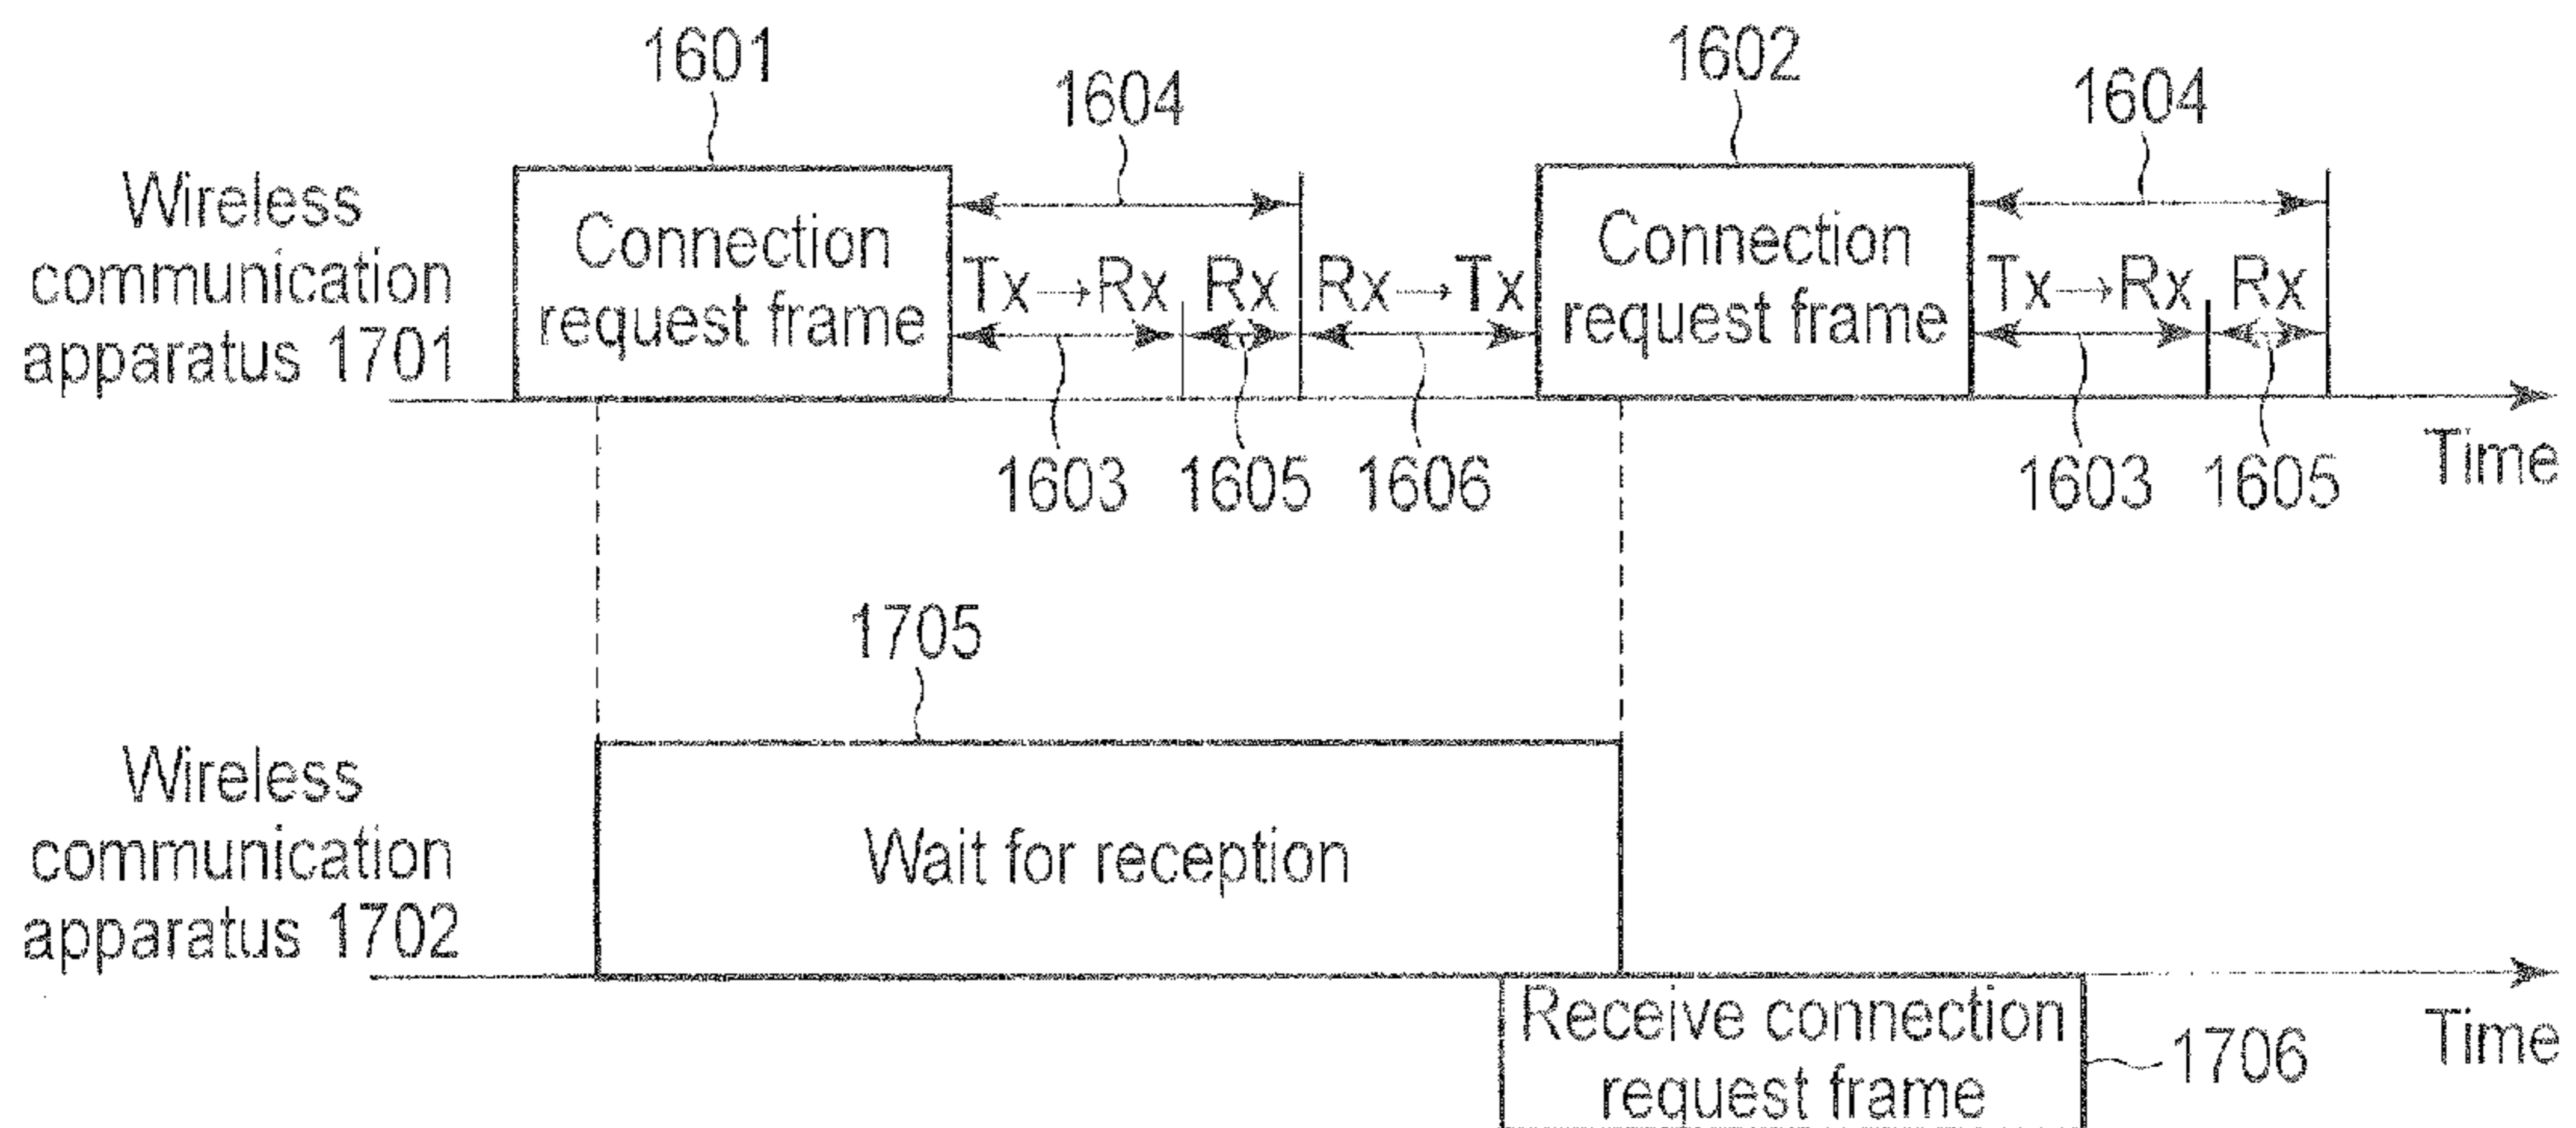 1601
1602
1604
1604
Wireless
communication
apparatus 1701
Connection
request frame
Tx→Rx
Rx
Rx→Tx
Connection
request frame
Tx→Rx
Rx
1603
1605
1606
1603
1605
Time
1705
Wireless
communication
apparatus 1702
Wait for reception
Receive connection
request frame
1706
Time